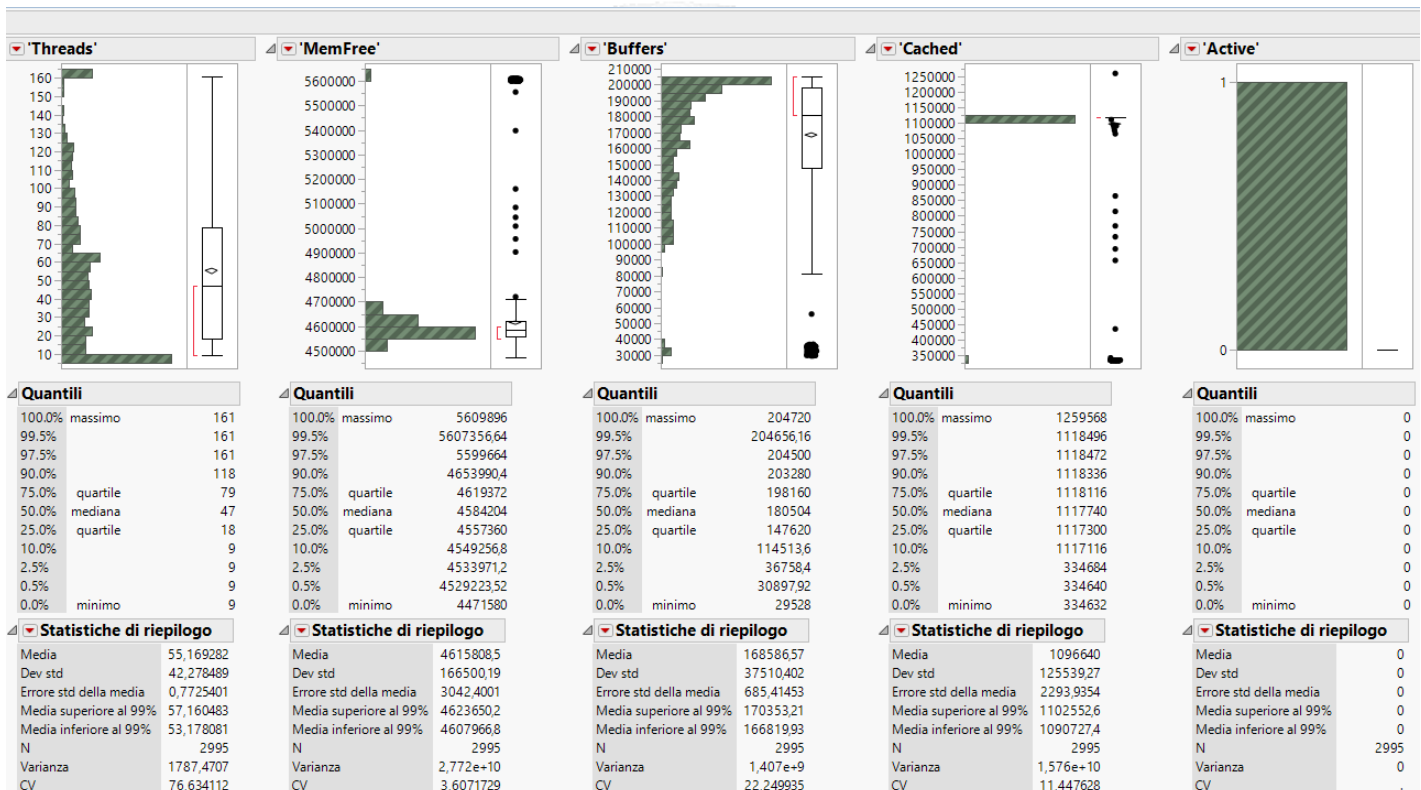 'Threads' 'MemFree' 'Buffers' 'Cached' 'Active'
160 5600000 210000 1250000 1
150 5500000 200000 1200000
140 5400000 190000 1150000
130 5300000 180000 1100000
120 5200000 170000 1050000
110 5100000 160000 1000000
100 5000000 150000 950000
90 4900000 140000 900000
80 4800000 130000 850000
70 4700000 120000 800000
60 4600000 110000 750000
50 4500000 100000 700000
40 90000 650000
30 80000 600000
20 70000 550000
10 60000 500000
50000 450000
40000 400000
30000 350000 0
Quantili Quantili Quantili Quantili Quantili
100.0% massimo 161 100.0% massimo 5609896 100.0% massimo 204720 100.0% massimo 1259568 100.0% massimo 0
99.5% 161 99.5% 5607356,64 99.5% 204656,16 99.5% 1118496 99.5% 0
97.5% 161 97.5% 5599664 97.5% 204500 97.5% 1118472 97.5% 0
90.0% 118 90.0% 4653990,4 90.0% 203280 90.0% 1118336 90.0% 0
75.0% quartile 79 75.0% quartile 4619372 75.0% quartile 198160 75.0% quartile 1118116 75.0% quartile 0
50.0% mediana 47 50.0% mediana 4584204 50.0% mediana 180504 50.0% mediana 1117740 50.0% mediana 0
25.0% quartile 18 25.0% quartile 4557360 25.0% quartile 147620 25.0% quartile 1117300 25.0% quartile 0
10.0% 9 10.0% 4549256,8 10.0% 114513,6 10.0% 1117116 10.0% 0
2.5% 9 2.5% 4533971,2 2.5% 36758,4 2.5% 334684 2.5% 0
0.5% 9 0.5% 4529223,52 0.5% 30897,92 0.5% 334640 0.5% 0
0.0% minimo 9 0.0% minimo 4471580 0.0% minimo 29528 0.0% minimo 334632 0.0% minimo 0
Statistiche di riepilogo Statistiche di riepilogo Statistiche di riepilogo Statistiche di riepilogo Statistiche di riepilogo
Media 55,169282 Media 4615808,5 Media 168586,57 Media 1096640 Media 0
Dev std 42,278489 Dev std 166500,19 Dev std 37510,402 Dev std 125539,27 Dev std 0
Errore std della media 0,7725401 Errore std della media 3042,4001 Errore std della media 685,41453 Errore std della media 2293,9354 Errore std della media 0
Media superiore al 99% 57,160483 Media superiore al 99% 4623650,2 Media superiore al 99% 170353,21 Media superiore al 99% 1102552,6 Media superiore al 99% 0
Media inferiore al 99% 53,178081 Media inferiore al 99% 4607966,8 Media inferiore al 99% 166819,93 Media inferiore al 99% 1090727,4 Media inferiore al 99% 0
N 2995 N 2995 N 2995 N 2995 N 2995
Varianza 1787,4707 Varianza 2,772e+10 Varianza 1,407e+9 Varianza 1,576e+10 Varianza 0
CV 76,634112 CV 3,6071729 CV 22,249935 CV 11,447628 CV .